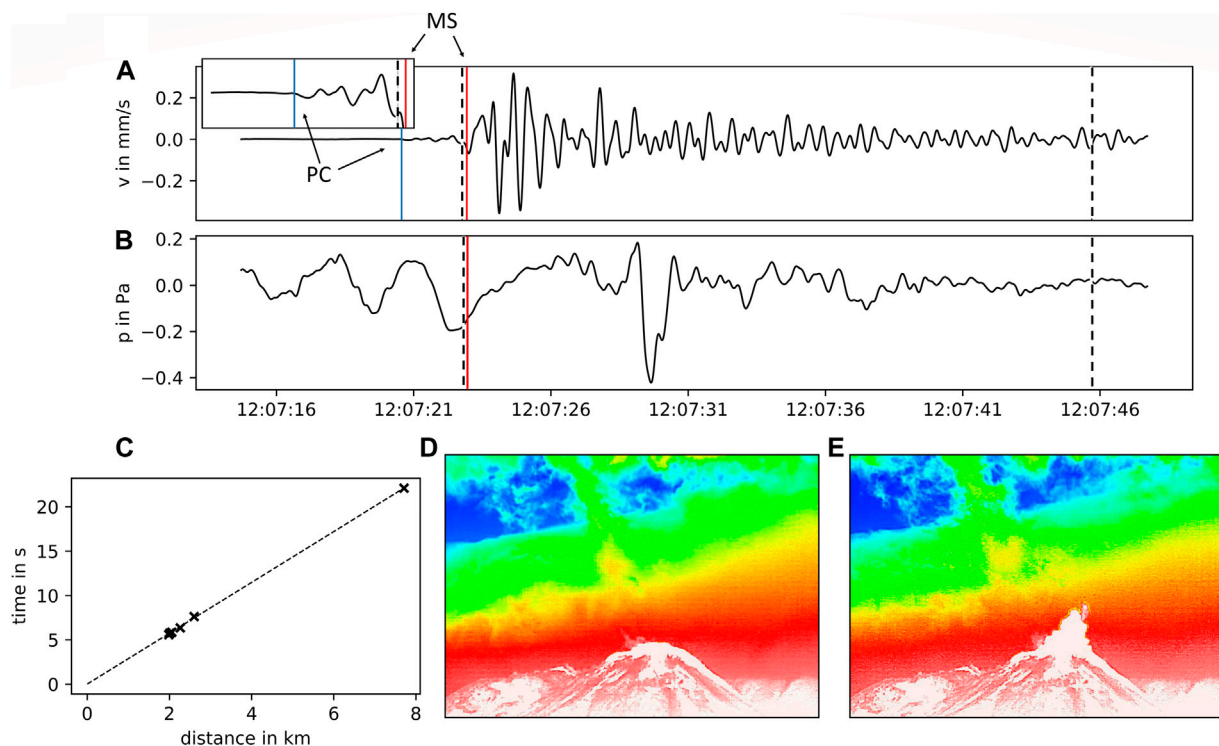 MS
A
v in mm/s
0.2
0.0
−0.2
PC
B
p in Pa
0.2
0.0
−0.2
−0.4
12:07:16 12:07:21 12:07:26 12:07:31 12:07:36 12:07:41 12:07:46
C
time in s
20
15
10
5
0
0 2 4 6 8
distance in km
D
E